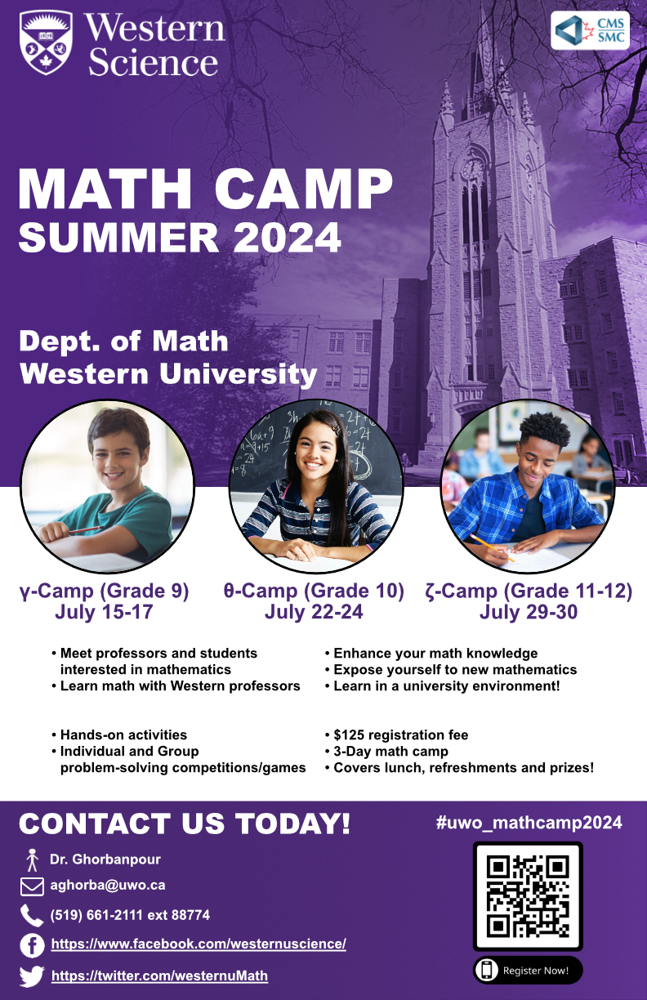 Western
Science
CMS
SMC
MATH CAMP
SUMMER 2024
Dept. of Math
Western University
γ-Camp (Grade 9)
July 15-17
θ-Camp (Grade 10)
July 22-24
ζ-Camp (Grade 11-12)
July 29-30
• Meet professors and students
interested in mathematics
• Learn math with Western professors
• Enhance your math knowledge
• Expose yourself to new mathematics
• Learn in a university environment!
• Hands-on activities
• Individual and Group
problem-solving competitions/games
• $125 registration fee
• 3-Day math camp
• Covers lunch, refreshments and prizes!
CONTACT US TODAY!
Dr. Ghorbanpour
aghorba@uwo.ca
(519) 661-2111 ext 88774
https://www.facebook.com/westernuscience/
https://twitter.com/westernuMath
#uwo_mathcamp2024
Register Now!